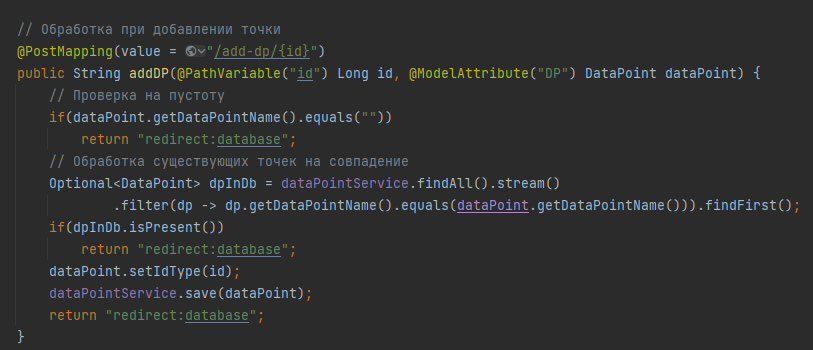 // Обработка при добавлении точки
@PostMapping(value = "/add-dp/{id}")
public String addDP(@PathVariable("id") Long id, @ModelAttribute("DP") DataPoint dataPoint) {
    // Проверка на пустоту
    if(dataPoint.getDataPointName().equals(""))
        return "redirect:database";
    // Обработка существующих точек на совпадение
    Optional<DataPoint> dpInDb = dataPointService.findAll().stream()
            .filter(dp -> dp.getDataPointName().equals(dataPoint.getDataPointName())).findFirst();
    if(dpInDb.isPresent())
        return "redirect:database";
    dataPoint.setIdType(id);
    dataPointService.save(dataPoint);
    return "redirect:database";
}